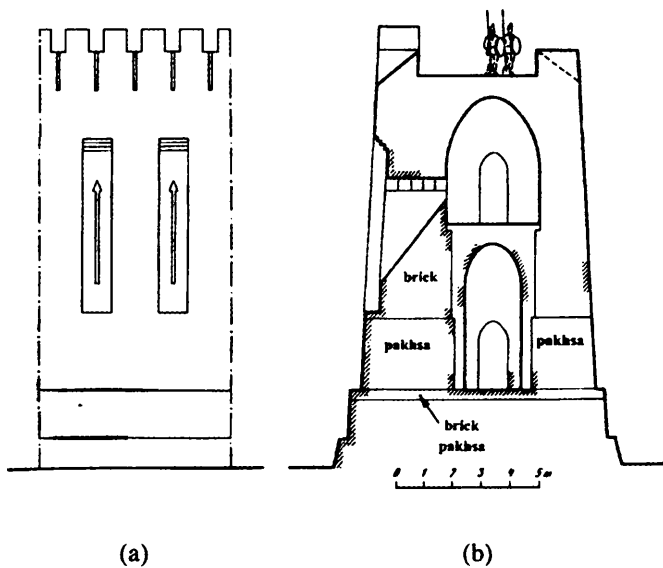 brick
pakhsa pakhsa
brick
pakhsa
0 1 2 3 4 5 м
(a) (b)